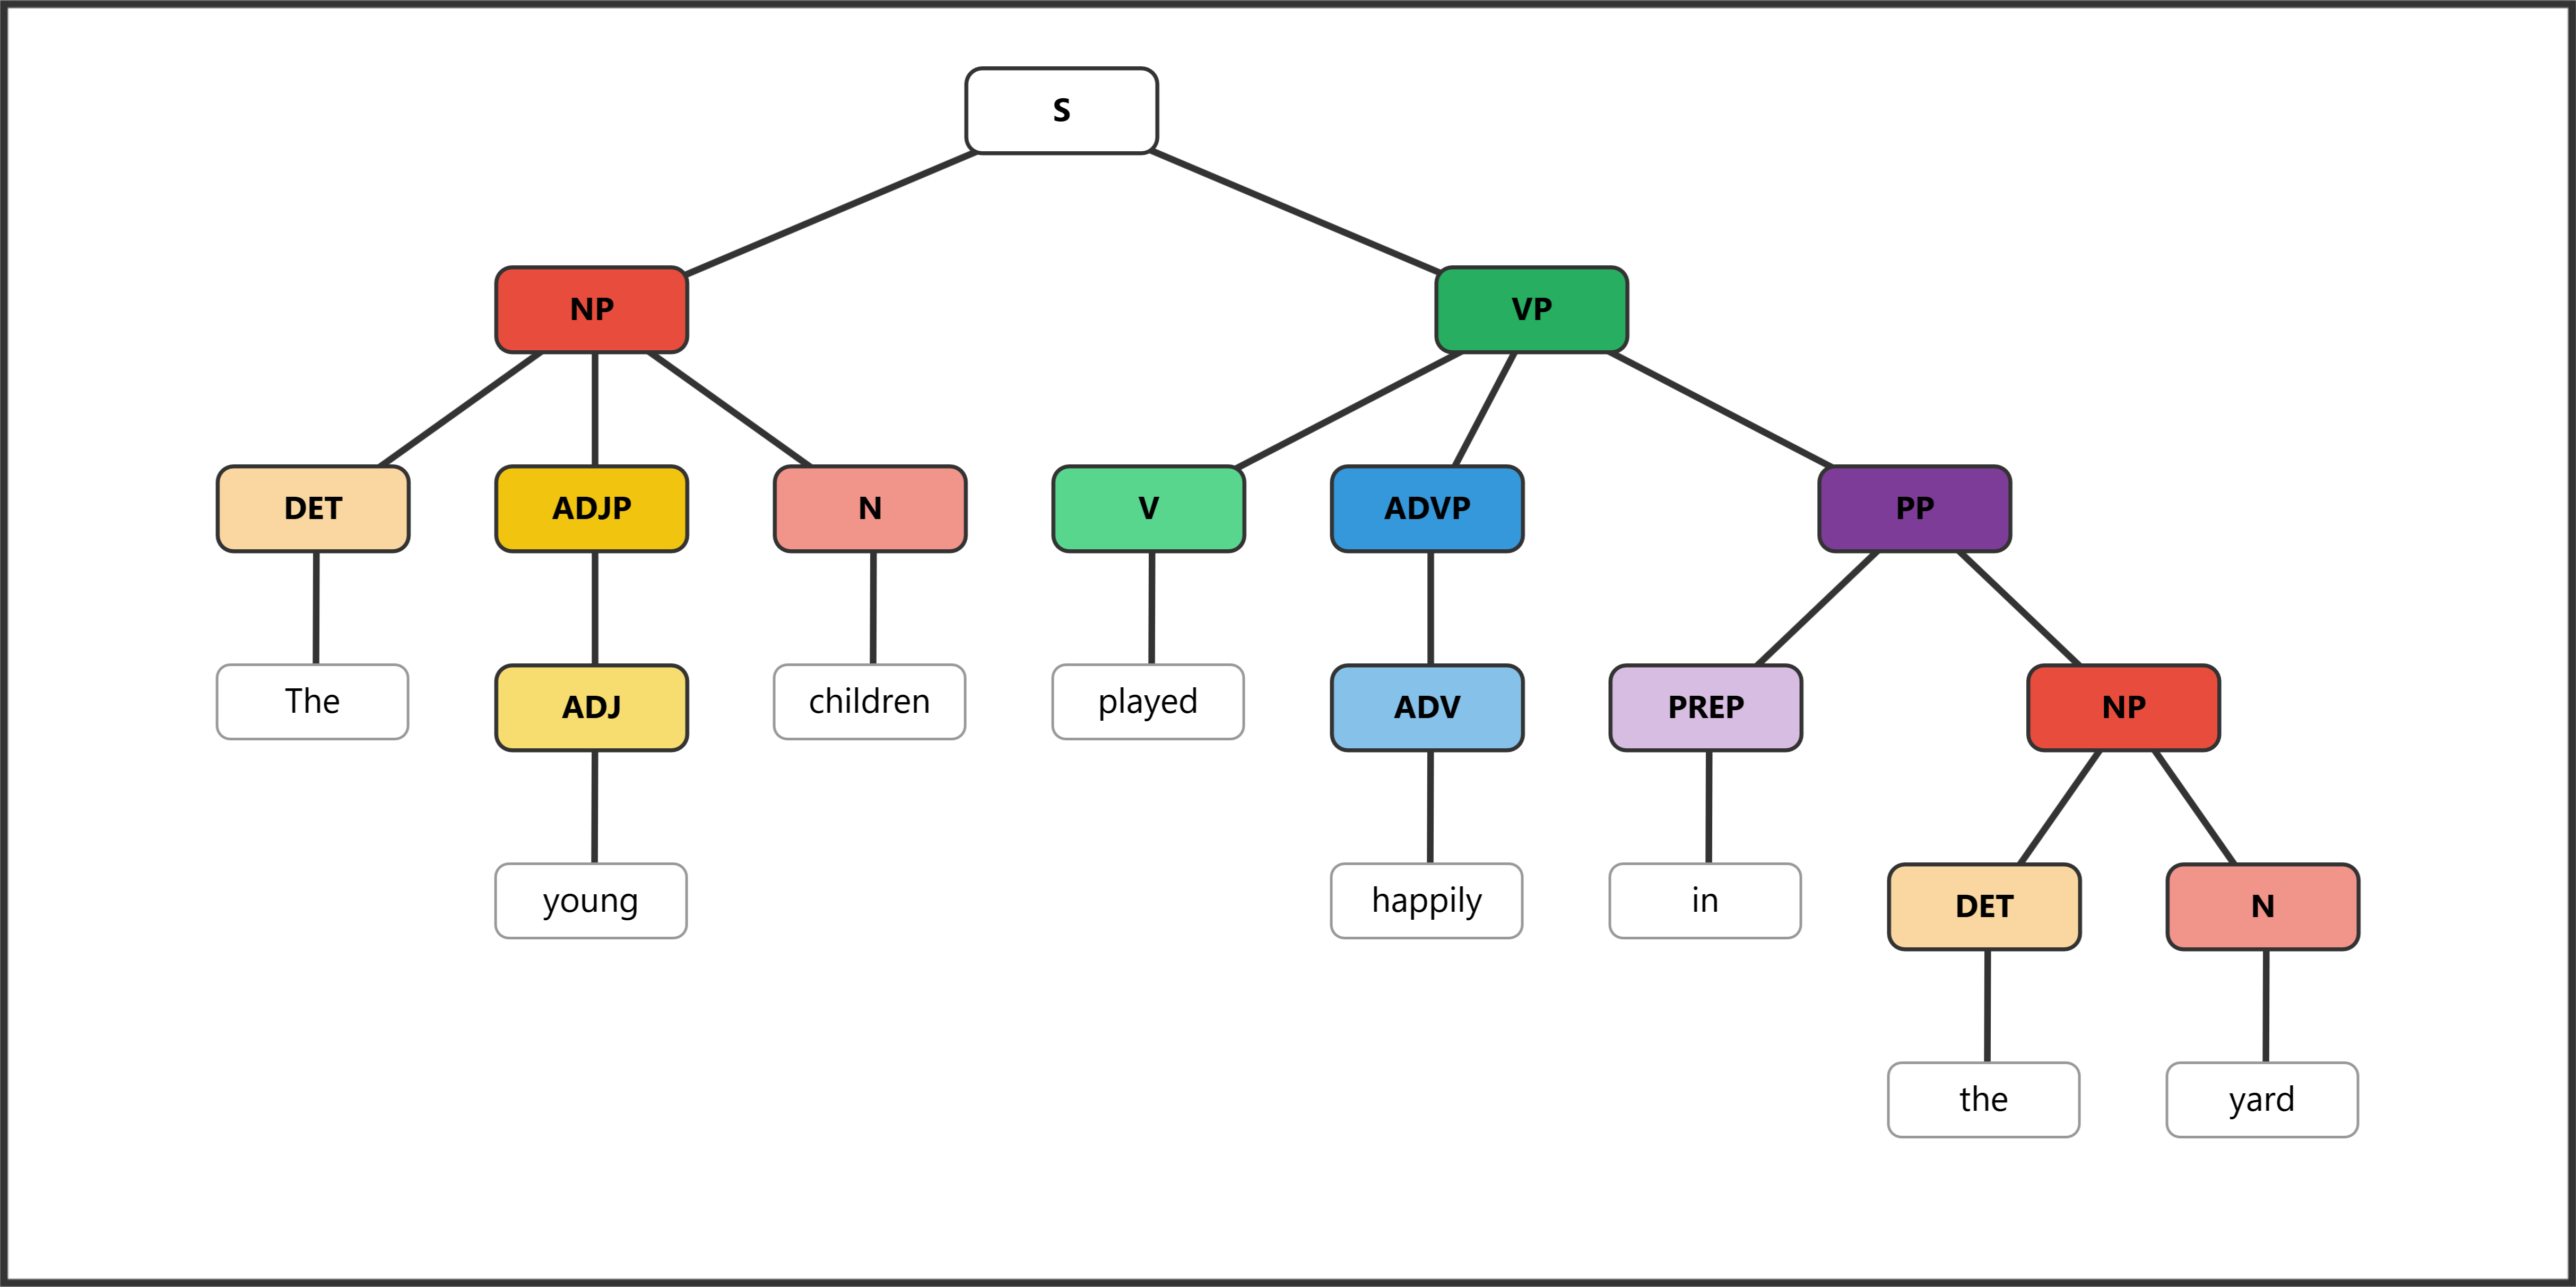 S
NP VP
DET ADJP N V ADVP PP
The ADJ children played ADV PREP NP
young happily in DET N
the yard